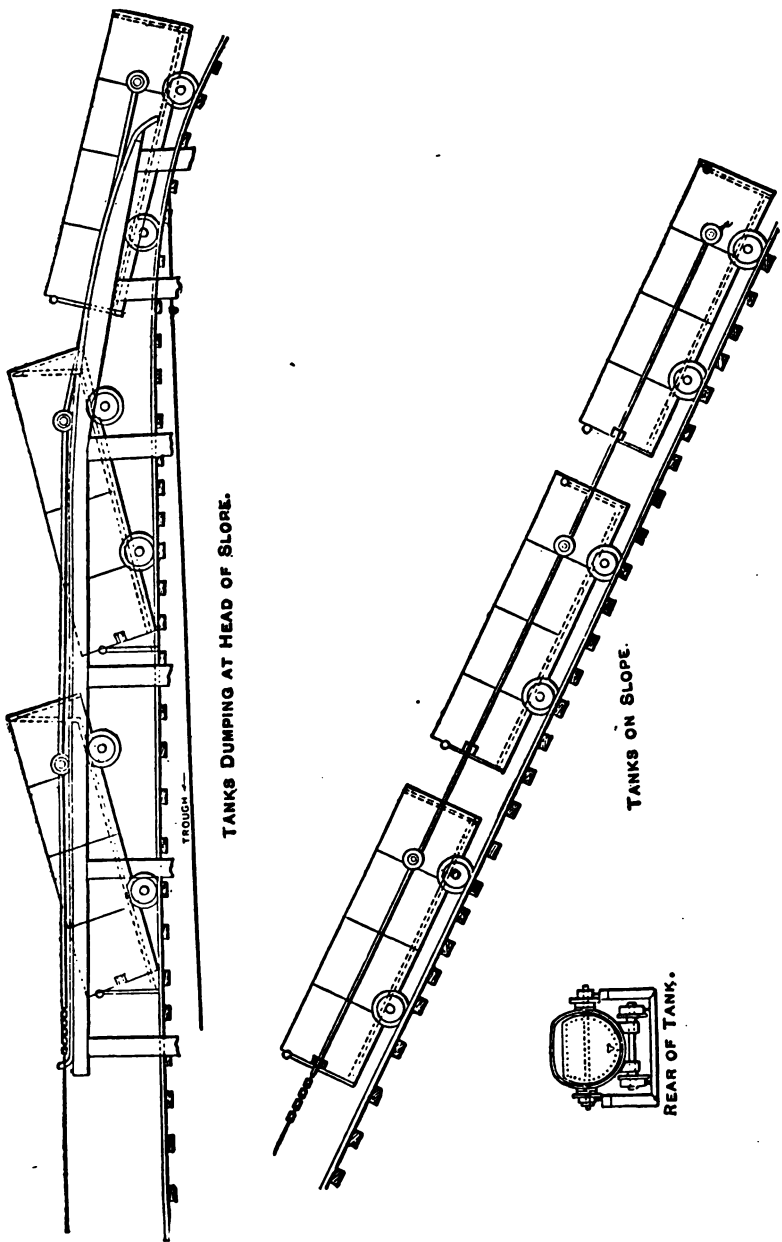 TROUGH
TANKS DUMPING AT HEAD OF SLOPE.
TANKS ON SLOPE.
REAR OF TANK.